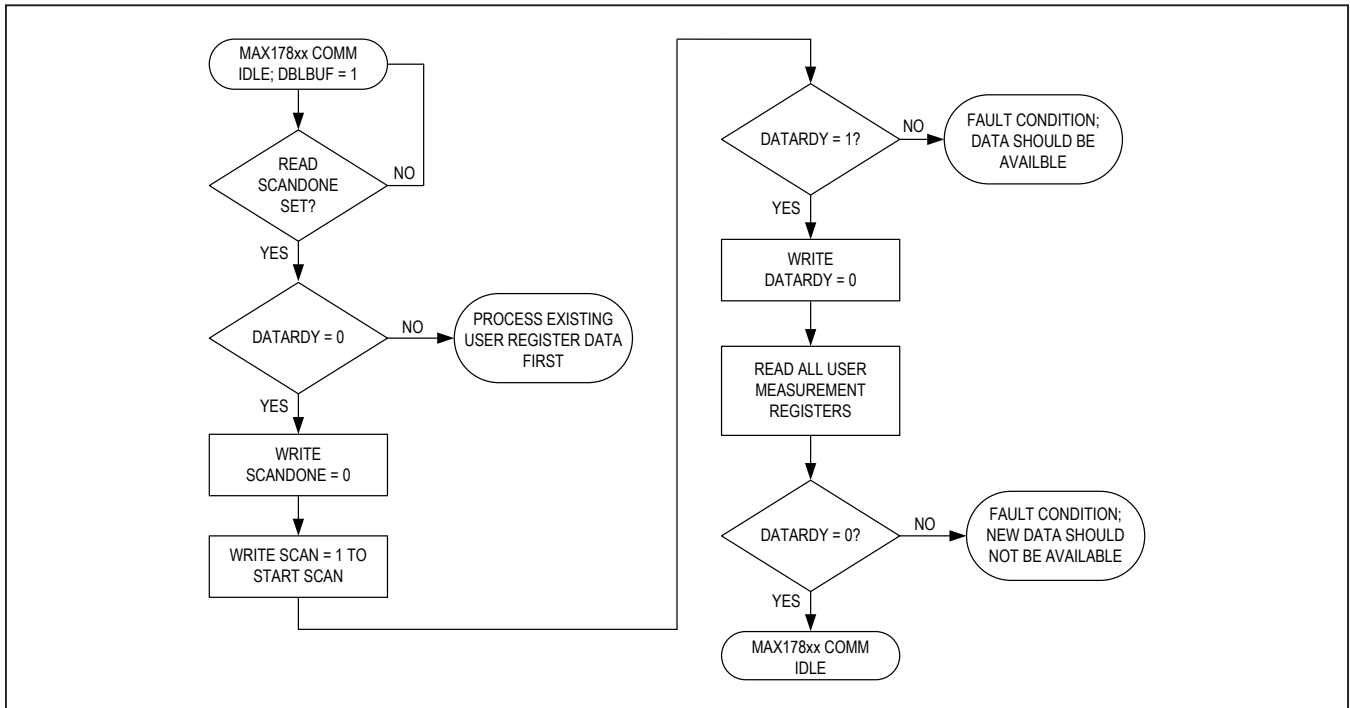 MAX178xx COMM
IDLE; DBLBUF = 1
READ
SCANDONE
SET?
NO
YES
DATARDY = 0
NO
PROCESS EXISTING
USER REGISTER DATA
FIRST
YES
WRITE
SCANDONE = 0
WRITE SCAN = 1 TO
START SCAN
DATARDY = 1?
NO
FAULT CONDITION;
DATA SHOULD BE
AVAILBLE
YES
WRITE
DATARDY = 0
READ ALL USER
MEASUREMENT
REGISTERS
DATARDY = 0?
NO
FAULT CONDITION;
NEW DATA SHOULD
NOT BE AVAILABLE
YES
MAX178xx COMM
IDLE